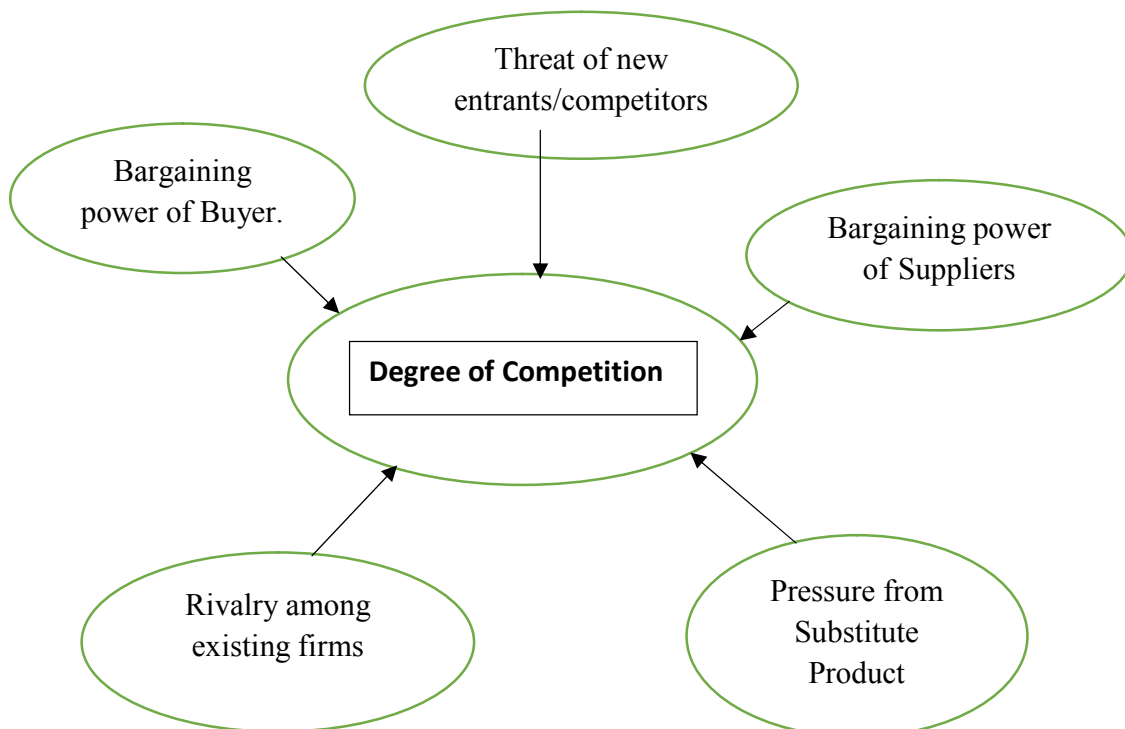 Threat of new
entrants/competitors
Bargaining
power of Buyer.
Bargaining power
of Suppliers
Degree of Competition
Rivalry among
existing firms
Pressure from
Substitute
Product